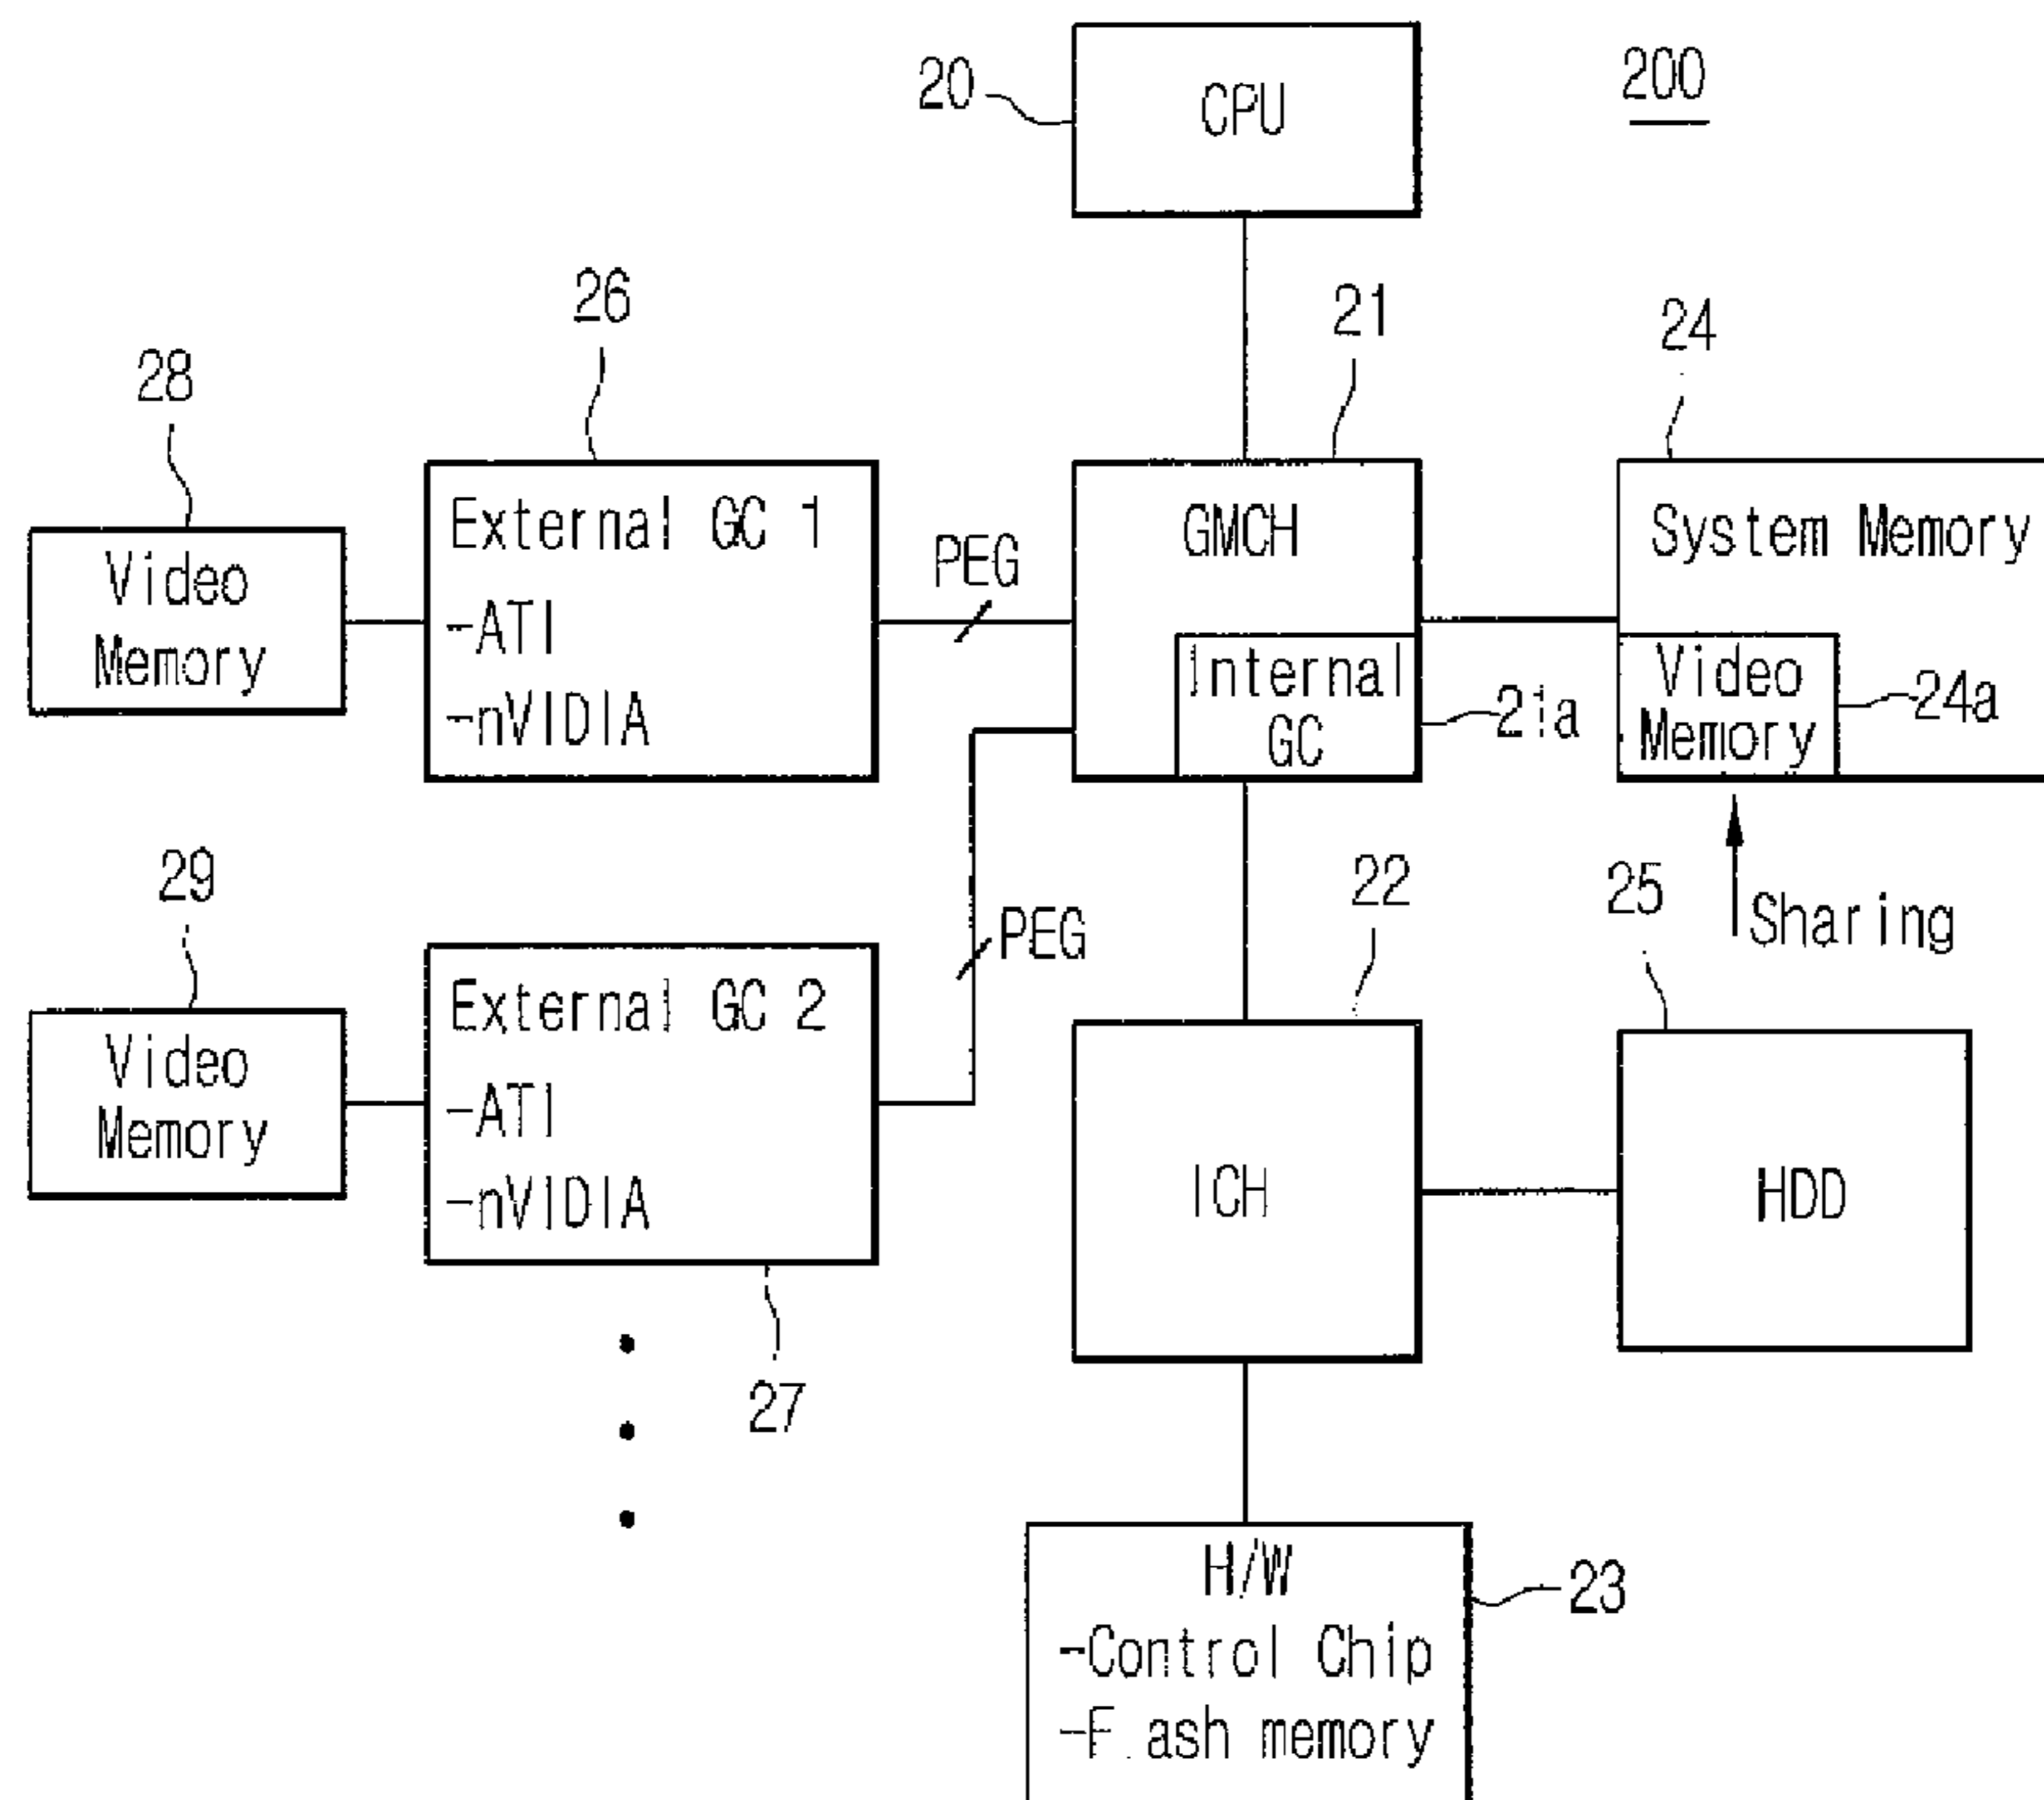 20
CPU
200
26
21
24
28
External GC 1
-ATI
-nVIDIA
Video
Memory
PEG
GMCH
Internal
GC
21a
System Memory
Video
Memory
24a
Sharing
29
22
25
PEG
External GC 2
-ATI
-nVIDIA
Video
Memory
ICH
HDD
27
H/W
-Control Chip
-Flash memory
23